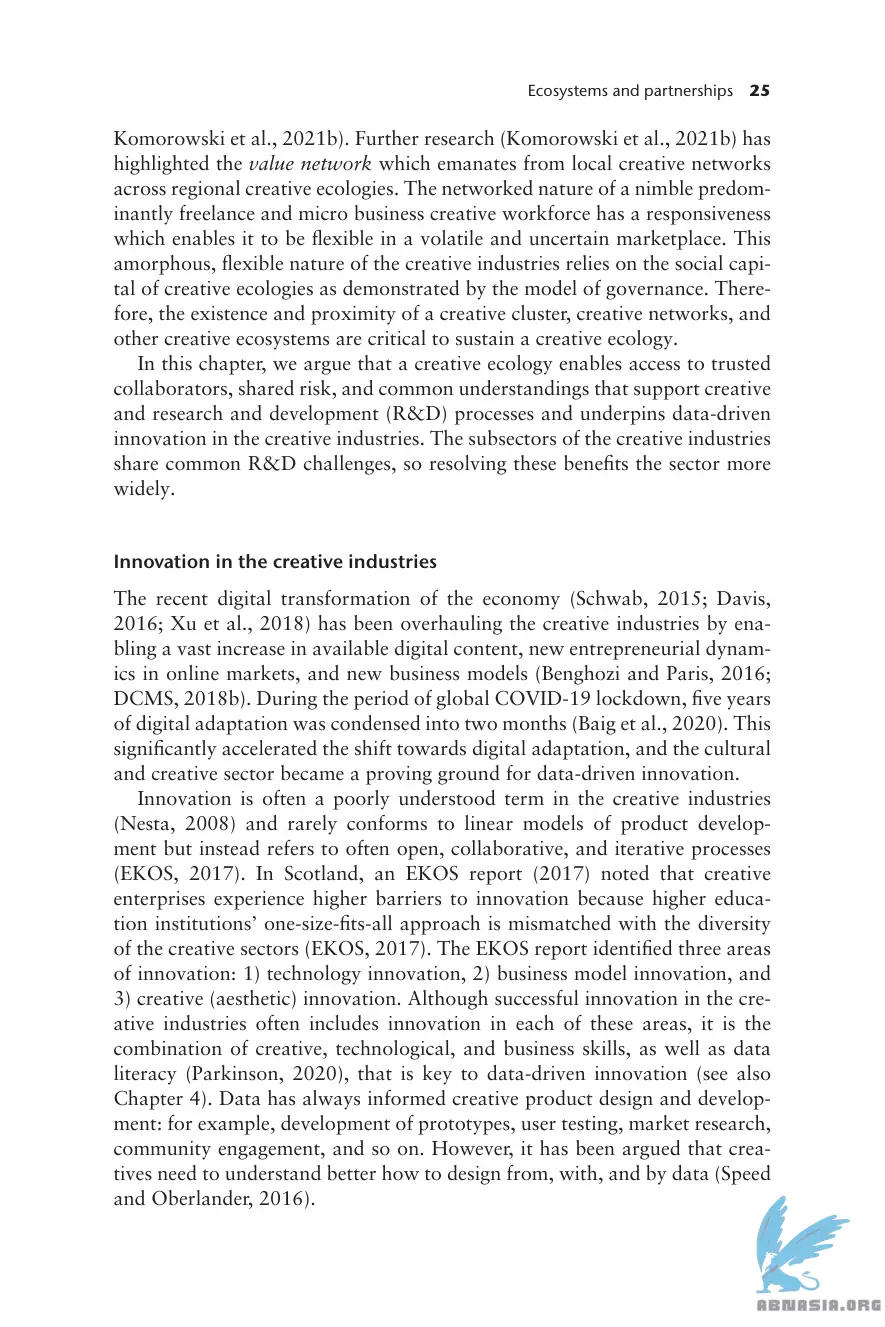 Ecosystems and partnerships 25
Komorowski et al., 2021b). Further research (Komorowski et al., 2021b) has
highlighted the value network which emanates from local creative networks
across regional creative ecologies. The networked nature of a nimble predom-
inantly freelance and micro business creative workforce has a responsiveness
which enables it to be flexible in a volatile and uncertain marketplace. This
amorphous, flexible nature of the creative industries relies on the social capi-
tal of creative ecologies as demonstrated by the model of governance. There-
fore, the existence and proximity of a creative cluster, creative networks, and
other creative ecosystems are critical to sustain a creative ecology.
In this chapter, we argue that a creative ecology enables access to trusted
collaborators, shared risk, and common understandings that support creative
and research and development (R&D) processes and underpins data-driven
innovation in the creative industries. The subsectors of the creative industries
share common R&D challenges, so resolving these benefits the sector more
widely.
Innovation in the creative industries
The recent digital transformation of the economy (Schwab, 2015; Davis,
2016; Xu et al., 2018) has been overhauling the creative industries by ena-
bling a vast increase in available digital content, new entrepreneurial dynam-
ics in online markets, and new business models (Benghozi and Paris, 2016;
DCMS, 2018b). During the period of global COVID-19 lockdown, five years
of digital adaptation was condensed into two months (Baig et al., 2020). This
significantly accelerated the shift towards digital adaptation, and the cultural
and creative sector became a proving ground for data-driven innovation.
Innovation is often a poorly understood term in the creative industries
(Nesta, 2008) and rarely conforms to linear models of product develop-
ment but instead refers to often open, collaborative, and iterative processes
(EKOS, 2017). In Scotland, an EKOS report (2017) noted that creative
enterprises experience higher barriers to innovation because higher educa-
tion institutions' one-size-fits-all approach is mismatched with the diversity
of the creative sectors (EKOS, 2017). The EKOS report identified three areas
of innovation: 1) technology innovation, 2) business model innovation, and
3) creative (aesthetic) innovation. Although successful innovation in the cre-
ative industries often includes innovation in each of these areas, it is the
combination of creative, technological, and business skills, as well as data
literacy (Parkinson, 2020), that is key to data-driven innovation (see also
Chapter 4). Data has always informed creative product design and develop-
ment: for example, development of prototypes, user testing, market research,
community engagement, and so on. However, it has been argued that crea-
tives need to understand better how to design from, with, and by data (Speed
and Oberlander, 2016).
ABNASIA.ORG